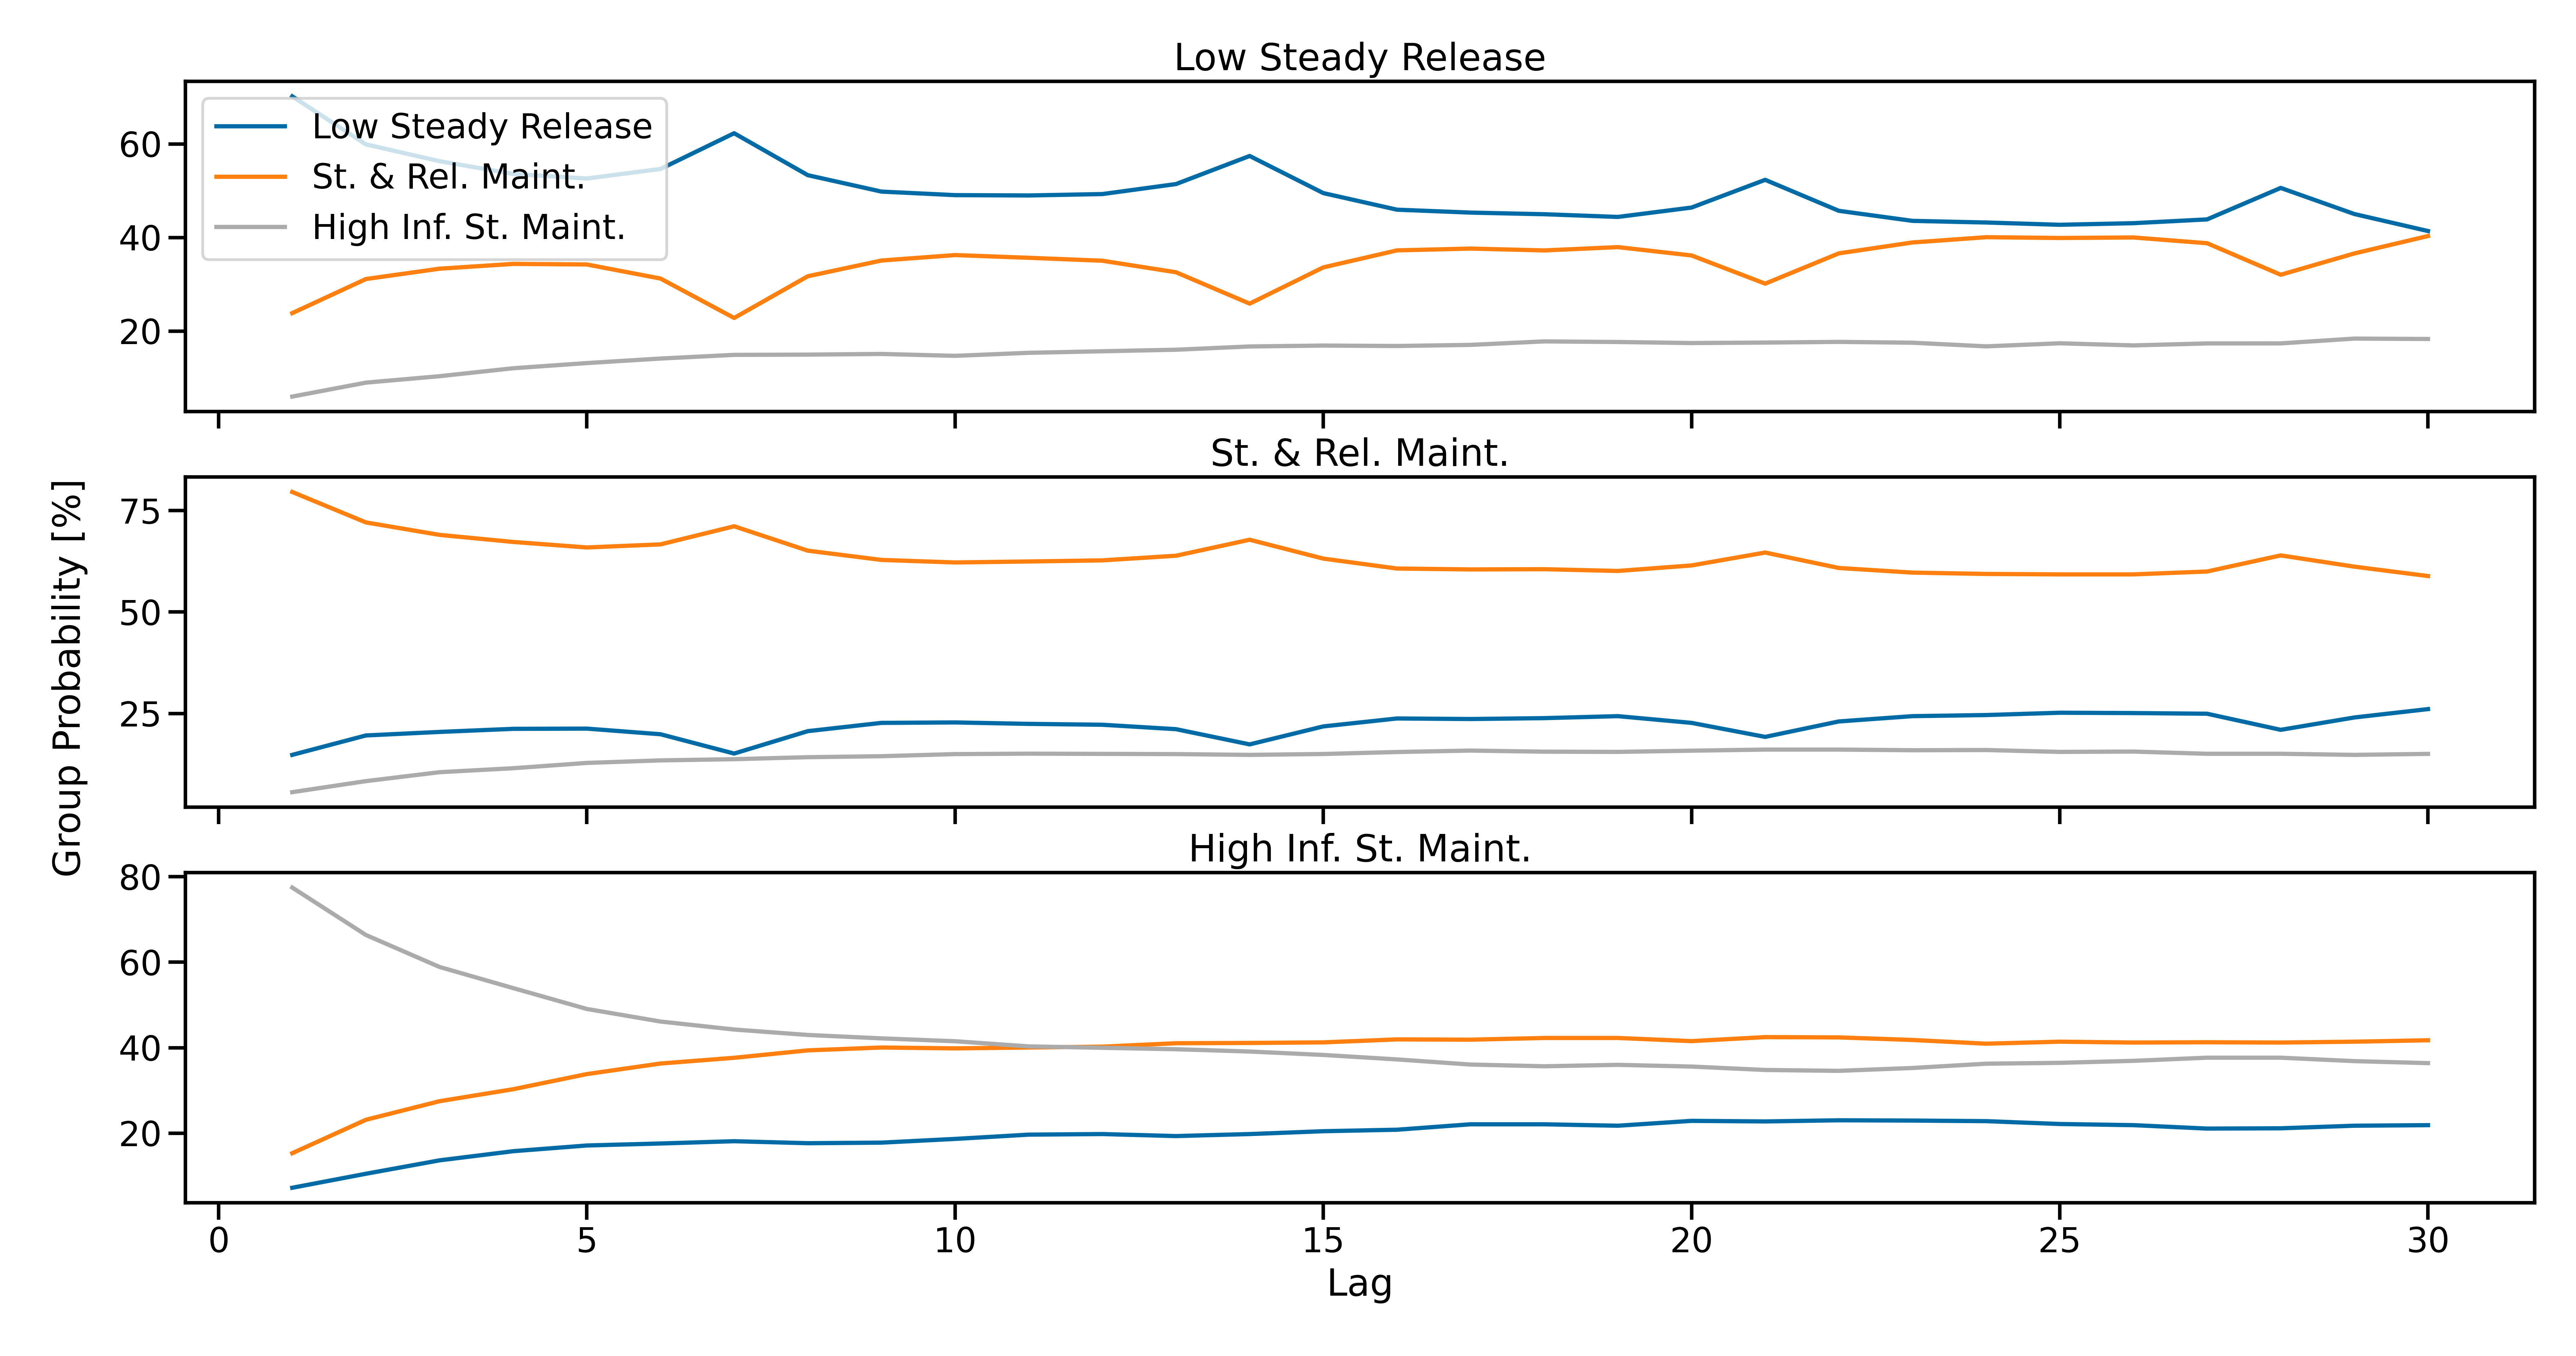 Low Steady Release
60
40
20
Low Steady Release
St. & Rel. Maint.
High Inf. St. Maint.
St. & Rel. Maint.
Group Probability [%]
75
50
25
High Inf. St. Maint.
80
60
40
20
0 5 10 15 20 25 30
Lag